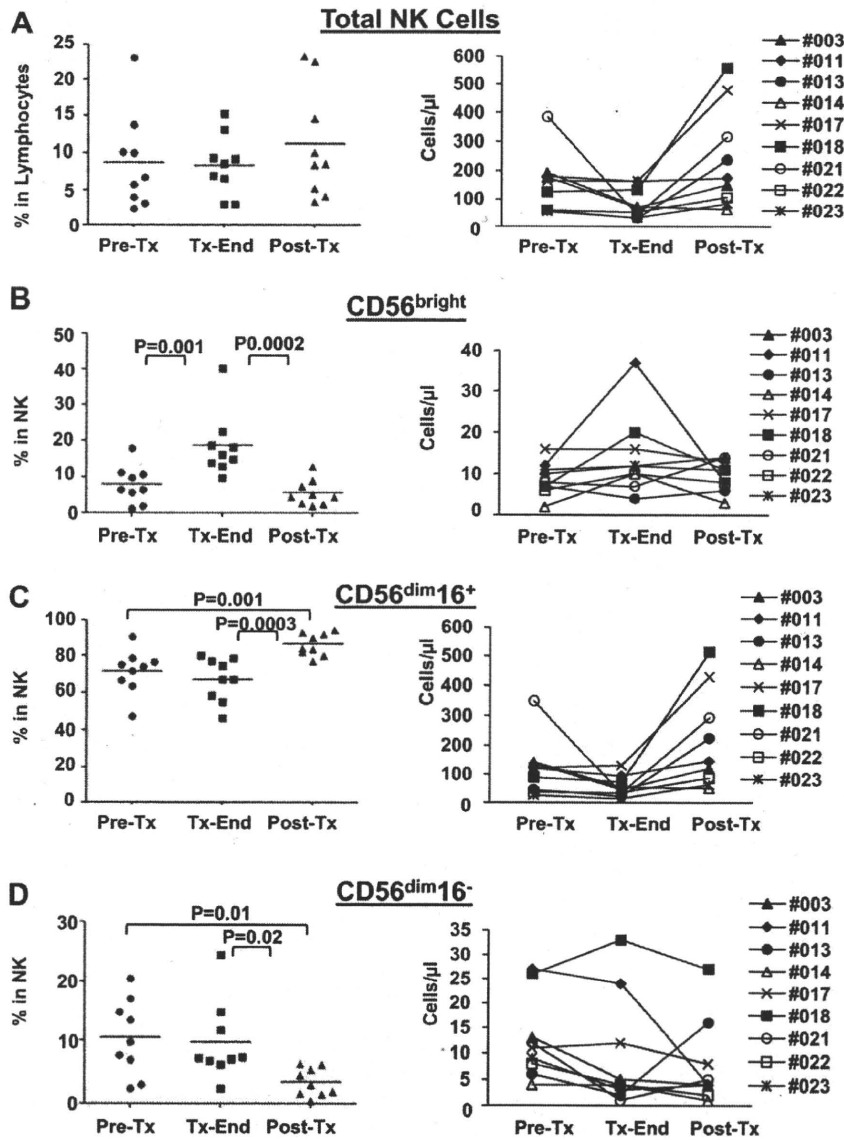 A
Total NK Cells
% in Lymphocytes
25
20
15
10
5
0
Pre-Tx Tx-End Post-Tx
Cells/µl
600
500
400
300
200
100
0
Pre-Tx Tx-End Post-Tx
#003
#011
#013
#014
#017
#018
#021
#022
#023
B
CD56bright
% in NK
50
40
30
20
10
0
P=0.001 P0.0002
Pre-Tx Tx-End Post-Tx
Cells/µl
40
30
20
10
0
Pre-Tx Tx-End Post-Tx
#003
#011
#013
#014
#017
#018
#021
#022
#023
C
CD56dim16+
% in NK
100
80
60
40
20
0
P=0.001
P=0.0003
Pre-Tx Tx-End Post-Tx
Cells/µl
600
500
400
300
200
100
0
Pre-Tx Tx-End Post-Tx
#003
#011
#013
#014
#017
#018
#021
#022
#023
D
CD56dim16-
% in NK
30
20
10
0
P=0.01
P=0.02
Pre-Tx Tx-End Post-Tx
Cells/µl
35
30
25
20
15
10
5
0
Pre-Tx Tx-End Post-Tx
#003
#011
#013
#014
#017
#018
#021
#022
#023